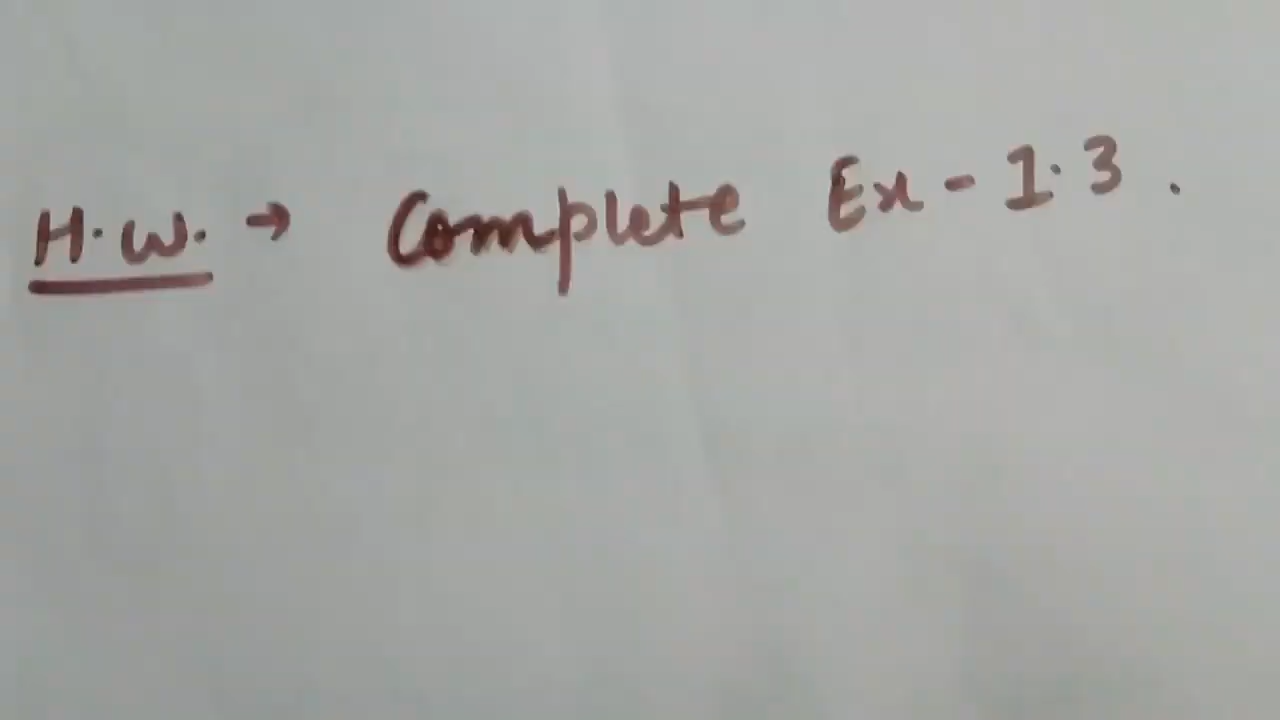 H.W. → Complete Ex - 1.3 .